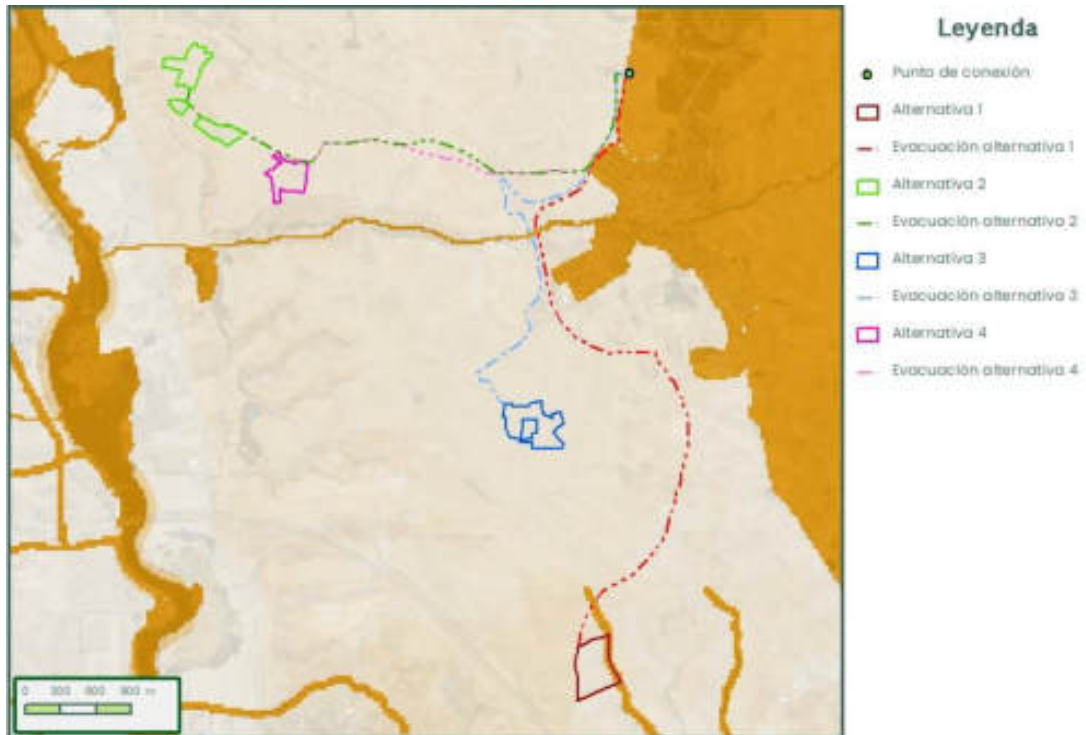 Leyenda
Punto de conexión
Alternativa 1
Evacuación alternativa 1
Alternativa 2
Evacuación alternativa 2
Alternativa 3
Evacuación alternativa 3
Alternativa 4
Evacuación alternativa 4
0 300 600 900 m